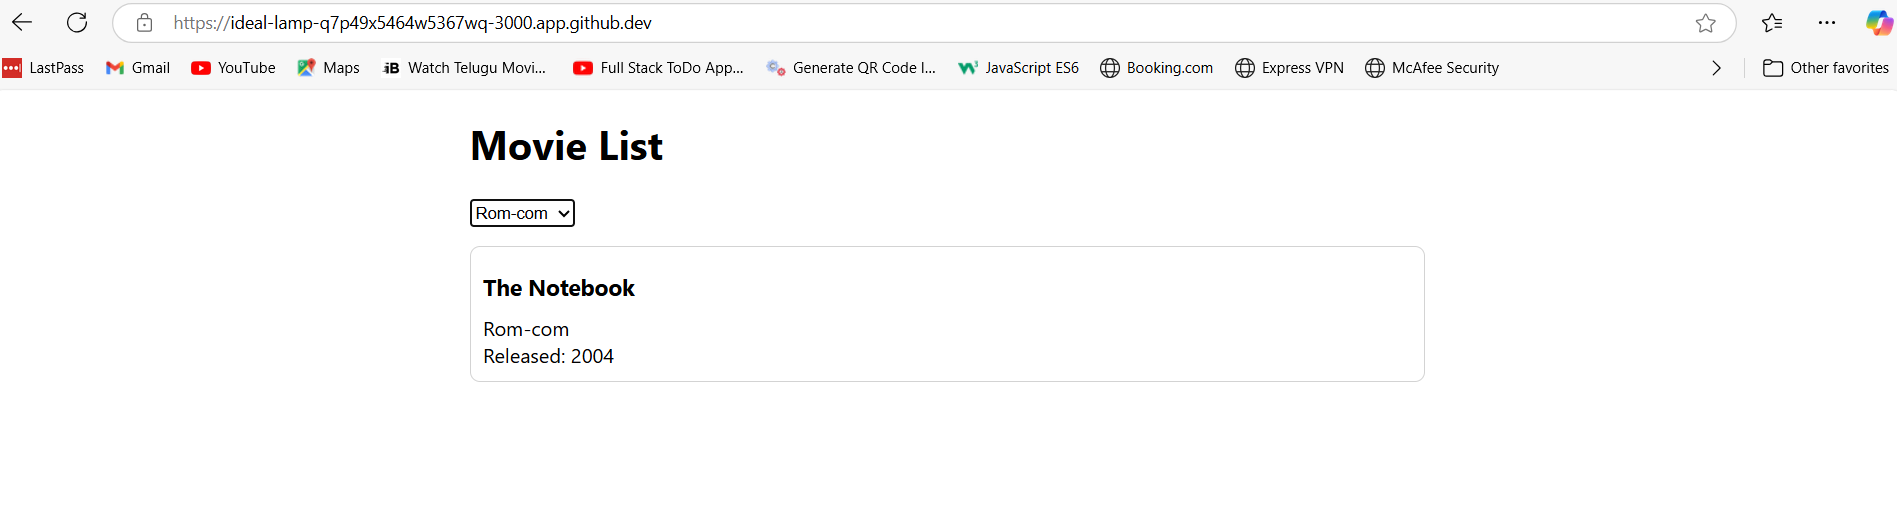 https://ideal-lamp-q7p49x5464w5367wq-3000.app.github.dev
LastPass Gmail YouTube Maps iB Watch Telugu Movi... Full Stack ToDo App... Generate QR Code I... JavaScript ES6 Booking.com Express VPN McAfee Security Other favorites
Movie List
Rom-com
The Notebook
Rom-com
Released: 2004